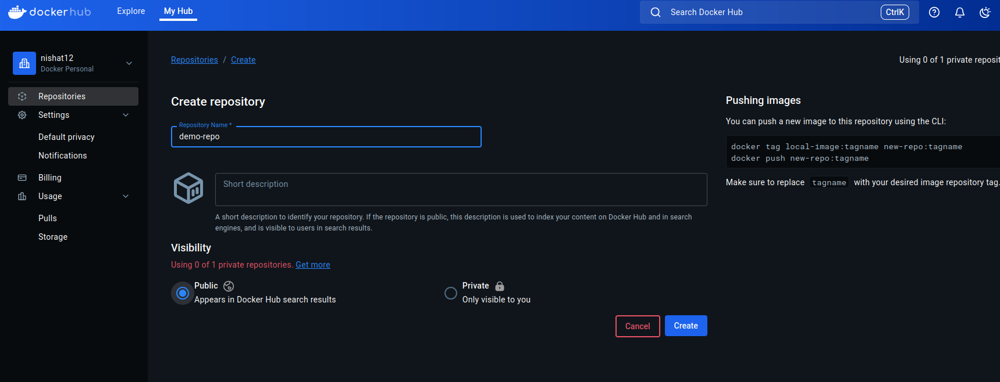 dockerhub
Explore
My Hub
Search Docker Hub
CtrlK
nishat12
Docker Personal
Repositories
Settings
Default privacy
Notifications
Billing
Usage
Pulls
Storage
Repositories / Create
Using 0 of 1 private reposit
Create repository
Repository Name *
demo-repo
Short description
A short description to identify your repository. If the repository is public, this description is used to index your content on Docker Hub and in search
engines, and is visible to users in search results.
Visibility
Using 0 of 1 private repositories. Get more
Public
Appears in Docker Hub search results
Private
Only visible to you
Cancel
Create
Pushing images
You can push a new image to this repository using the CLI:
docker tag local-image:tagname new-repo:tagname
docker push new-repo:tagname
Make sure to replace tagname with your desired image repository tag.